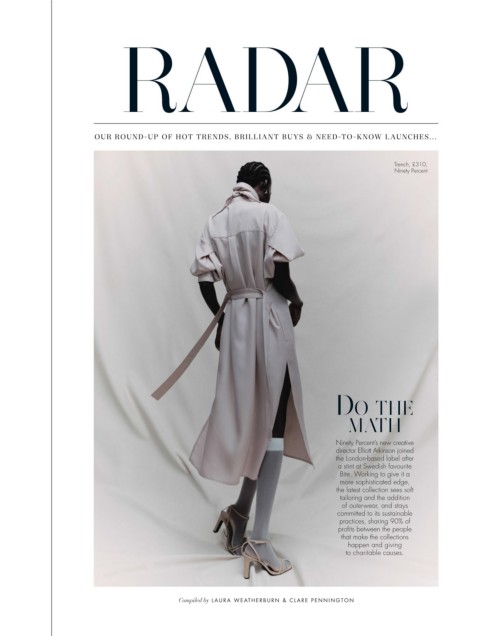 RADAR
OUR ROUND-UP OF HOT TRENDS, BRILLIANT BUYS & NEED-TO-KNOW LAUNCHES...
Trench, £310,
Ninety Percent
DO THE
MATH
Ninety Percent's new creative
director Elliott Atkinson joined
the London-based label after
a stint at Swedish favourite
Bite. Working to give it a
more sophisticated edge,
the latest collection sees soft
tailoring and the addition
of outerwear, and stays
committed to its sustainable
practices, sharing 90% of
profits between the people
that make the collections
happen and giving
to charitable causes.
Compiled by LAURA WEATHERBURN & CLARE PENNINGTON